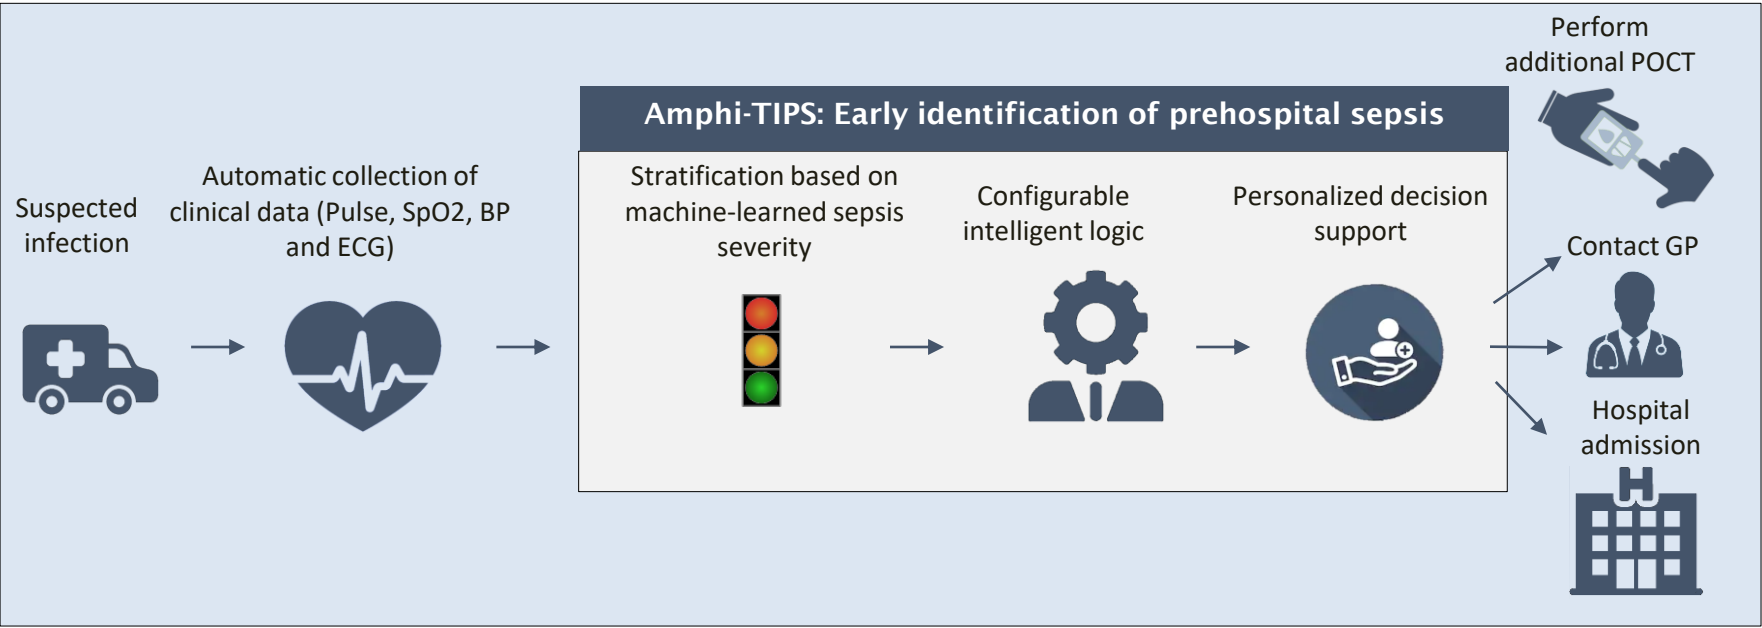 Suspected
infection
Automatic collection of
clinical data (Pulse, SpO2, BP
and ECG)
Amphi-TIPS: Early identification of prehospital sepsis
Stratification based on
machine-learned sepsis
severity
Configurable
intelligent logic
Personalized decision
support
Perform
additional POCT
Contact GP
Hospital
admission
H